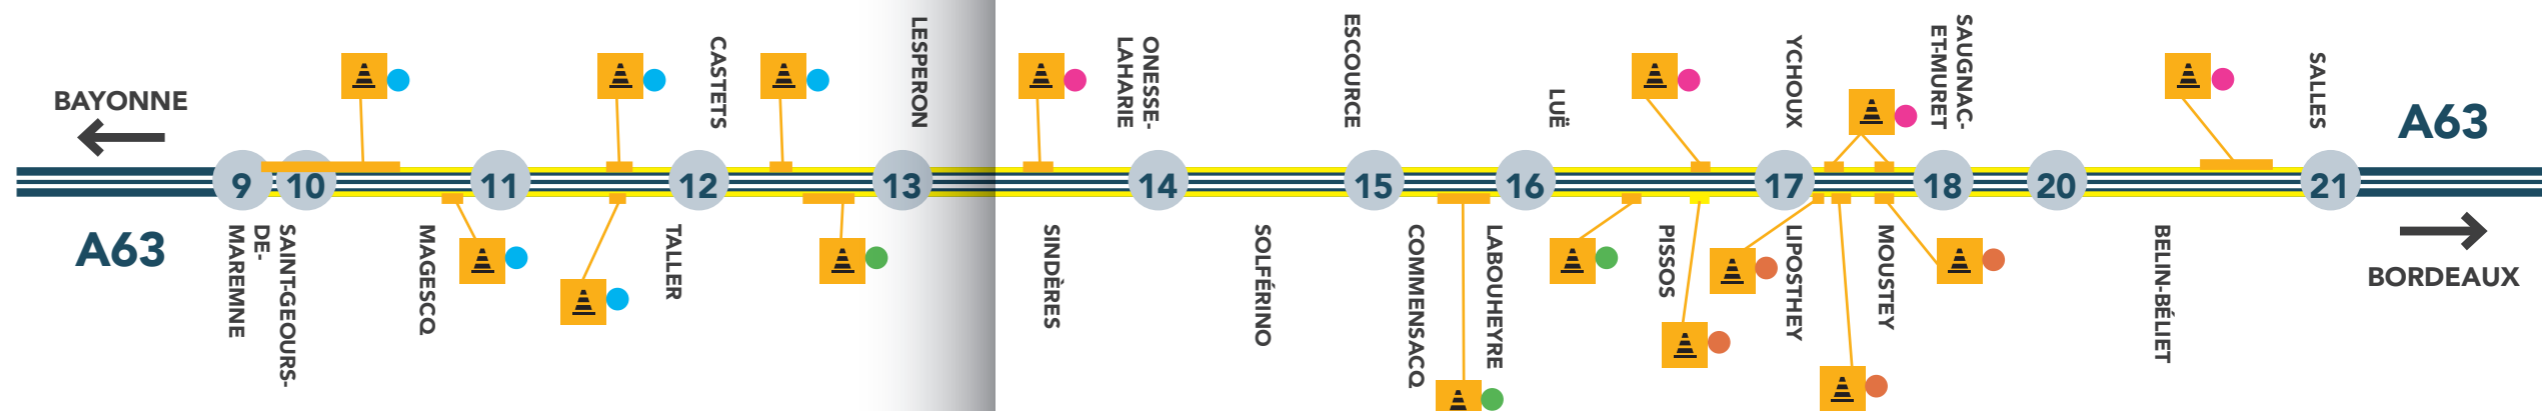 BAYONNE
A63
9
10
11
12
13
14
15
16
17
18
20
21
CASTETS
LESPERON
ONESSE-
LAHARIE
ESCOURCE
LUË
YCHOUX
SAUGNAC-
ET-MURET
SALLES
A63
BORDEAUX
SAINT-GEOURS-
DE-
MAREMNE
MAGESCQ
TALLER
SINDÈRES
SOLFÉRINO
COMMENSACQ
LABOUHEYRE
PISSOS
LIPOSTHEY
MOUSTEY
BELIN-BÉLIET